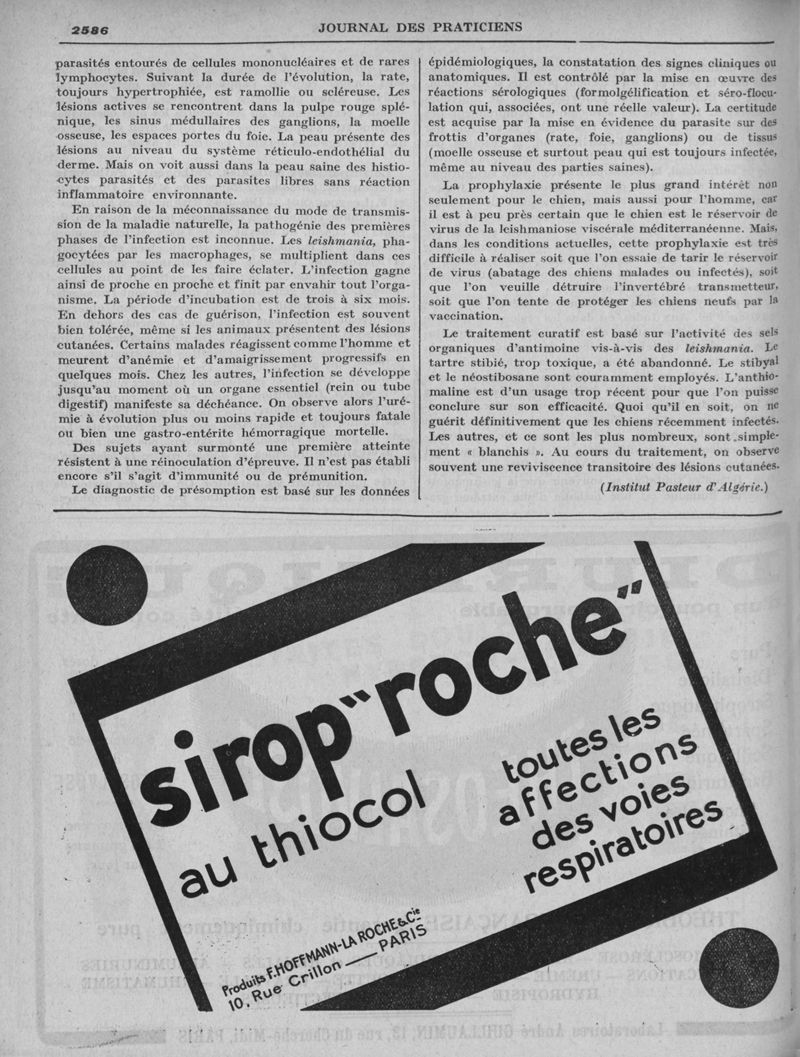 2586
JOURNAL DES PRATICIENS
parasités entourés de cellules mononucléaires et de rares
lymphocytes. Suivant la durée de l'évolution, la rate,
toujours hypertrophiée, est ramollie ou scléreuse. Les
lésions actives se rencontrent dans la pulpe rouge splé-
nique, les sinus médullaires des ganglions, la moelle
osseuse, les espaces portes du foie. La peau présente des
lésions au niveau du système réticulo-endothélial du
derme. Mais on voit aussi dans la peau saine des histio-
cytes parasités et des parasites libres sans réaction
inflammatoire environnante.
En raison de la méconnaissance du mode de transmis-
sion de la maladie naturelle, la pathogénie des premières
phases de l'infection est inconnue. Les leishmania, pha-
gocytées par les macrophages, se multiplient dans ces
cellules au point de les faire éclater. L'infection gagne
ainsi de proche en proche et finit par envahir tout l'orga-
nisme. La période d'incubation est de trois à six mois.
En dehors des cas de guérison, l'infection est souvent
bien tolérée, même si les animaux présentent des lésions
cutanées. Certains malades réagissent comme l'homme et
meurent d'anémie et d'amaigrissement progressifs en
quelques mois. Chez les autres, l'infection se développe
jusqu'au moment où un organe essentiel (rein ou tube
digestif) manifeste sa déchéance. On observe alors l'uré-
mie à évolution plus ou moins rapide et toujours fatale
ou bien une gastro-entérite hémorragique mortelle.
Des sujets ayant surmonté une première atteinte
résistent à une réinoculation d'épreuve. Il n'est pas établi
encore s'il s'agit d'immunité ou de prémunition.
Le diagnostic de présomption est basé sur les données
épidémiologiques, la constatation des signes cliniques ou
anatomiques. Il est contrôlé par la mise en œuvre des
réactions sérologiques (formolgélification et séro-flocu-
lation qui, associées, ont une réelle valeur). La certitude
est acquise par la mise en évidence du parasite sur des
frottis d'organes (rate, foie, ganglions) ou de tissus
(moelle osseuse et surtout peau qui est toujours infectée,
même au niveau des parties saines).
La prophylaxie présente le plus grand intérêt non
seulement pour le chien, mais aussi pour l'homme, car
il est à peu près certain que le chien est le réservoir de
virus de la leishmaniose viscérale méditerranéenne. Mais,
dans les conditions actuelles, cette prophylaxie est très
difficile à réaliser soit que l'on essaie de tarir le réservoir
de virus (abatage des chiens malades ou infectés), soit
que l'on veuille détruire l'invertébré transmetteur,
soit que l'on tente de protéger les chiens neufs par la
vaccination.
Le traitement curatif est basé sur l'activité des sels
organiques d'antimoine vis-à-vis des leishmania. Le
tartre stibié, trop toxique, a été abandonné. Le stibyal
et le néostibosane sont couramment employés. L'anthio-
maline est d'un usage trop récent pour que l'on puisse
conclure sur son efficacité. Quoi qu'il en soit, on ne
guérit définitivement que les chiens récemment infectés.
Les autres, et ce sont les plus nombreux, sont simple-
ment « blanchis ». Au cours du traitement, on observe
souvent une reviviscence transitoire des lésions cutanées.
(Institut Pasteur d'Algérie.)
sirop "roche"
au thiocol
toutes les
affections
des voies
respiratoires
Produits F. HOFFMANN-LA ROCHE & Cie
10, Rue Crillon — PARIS